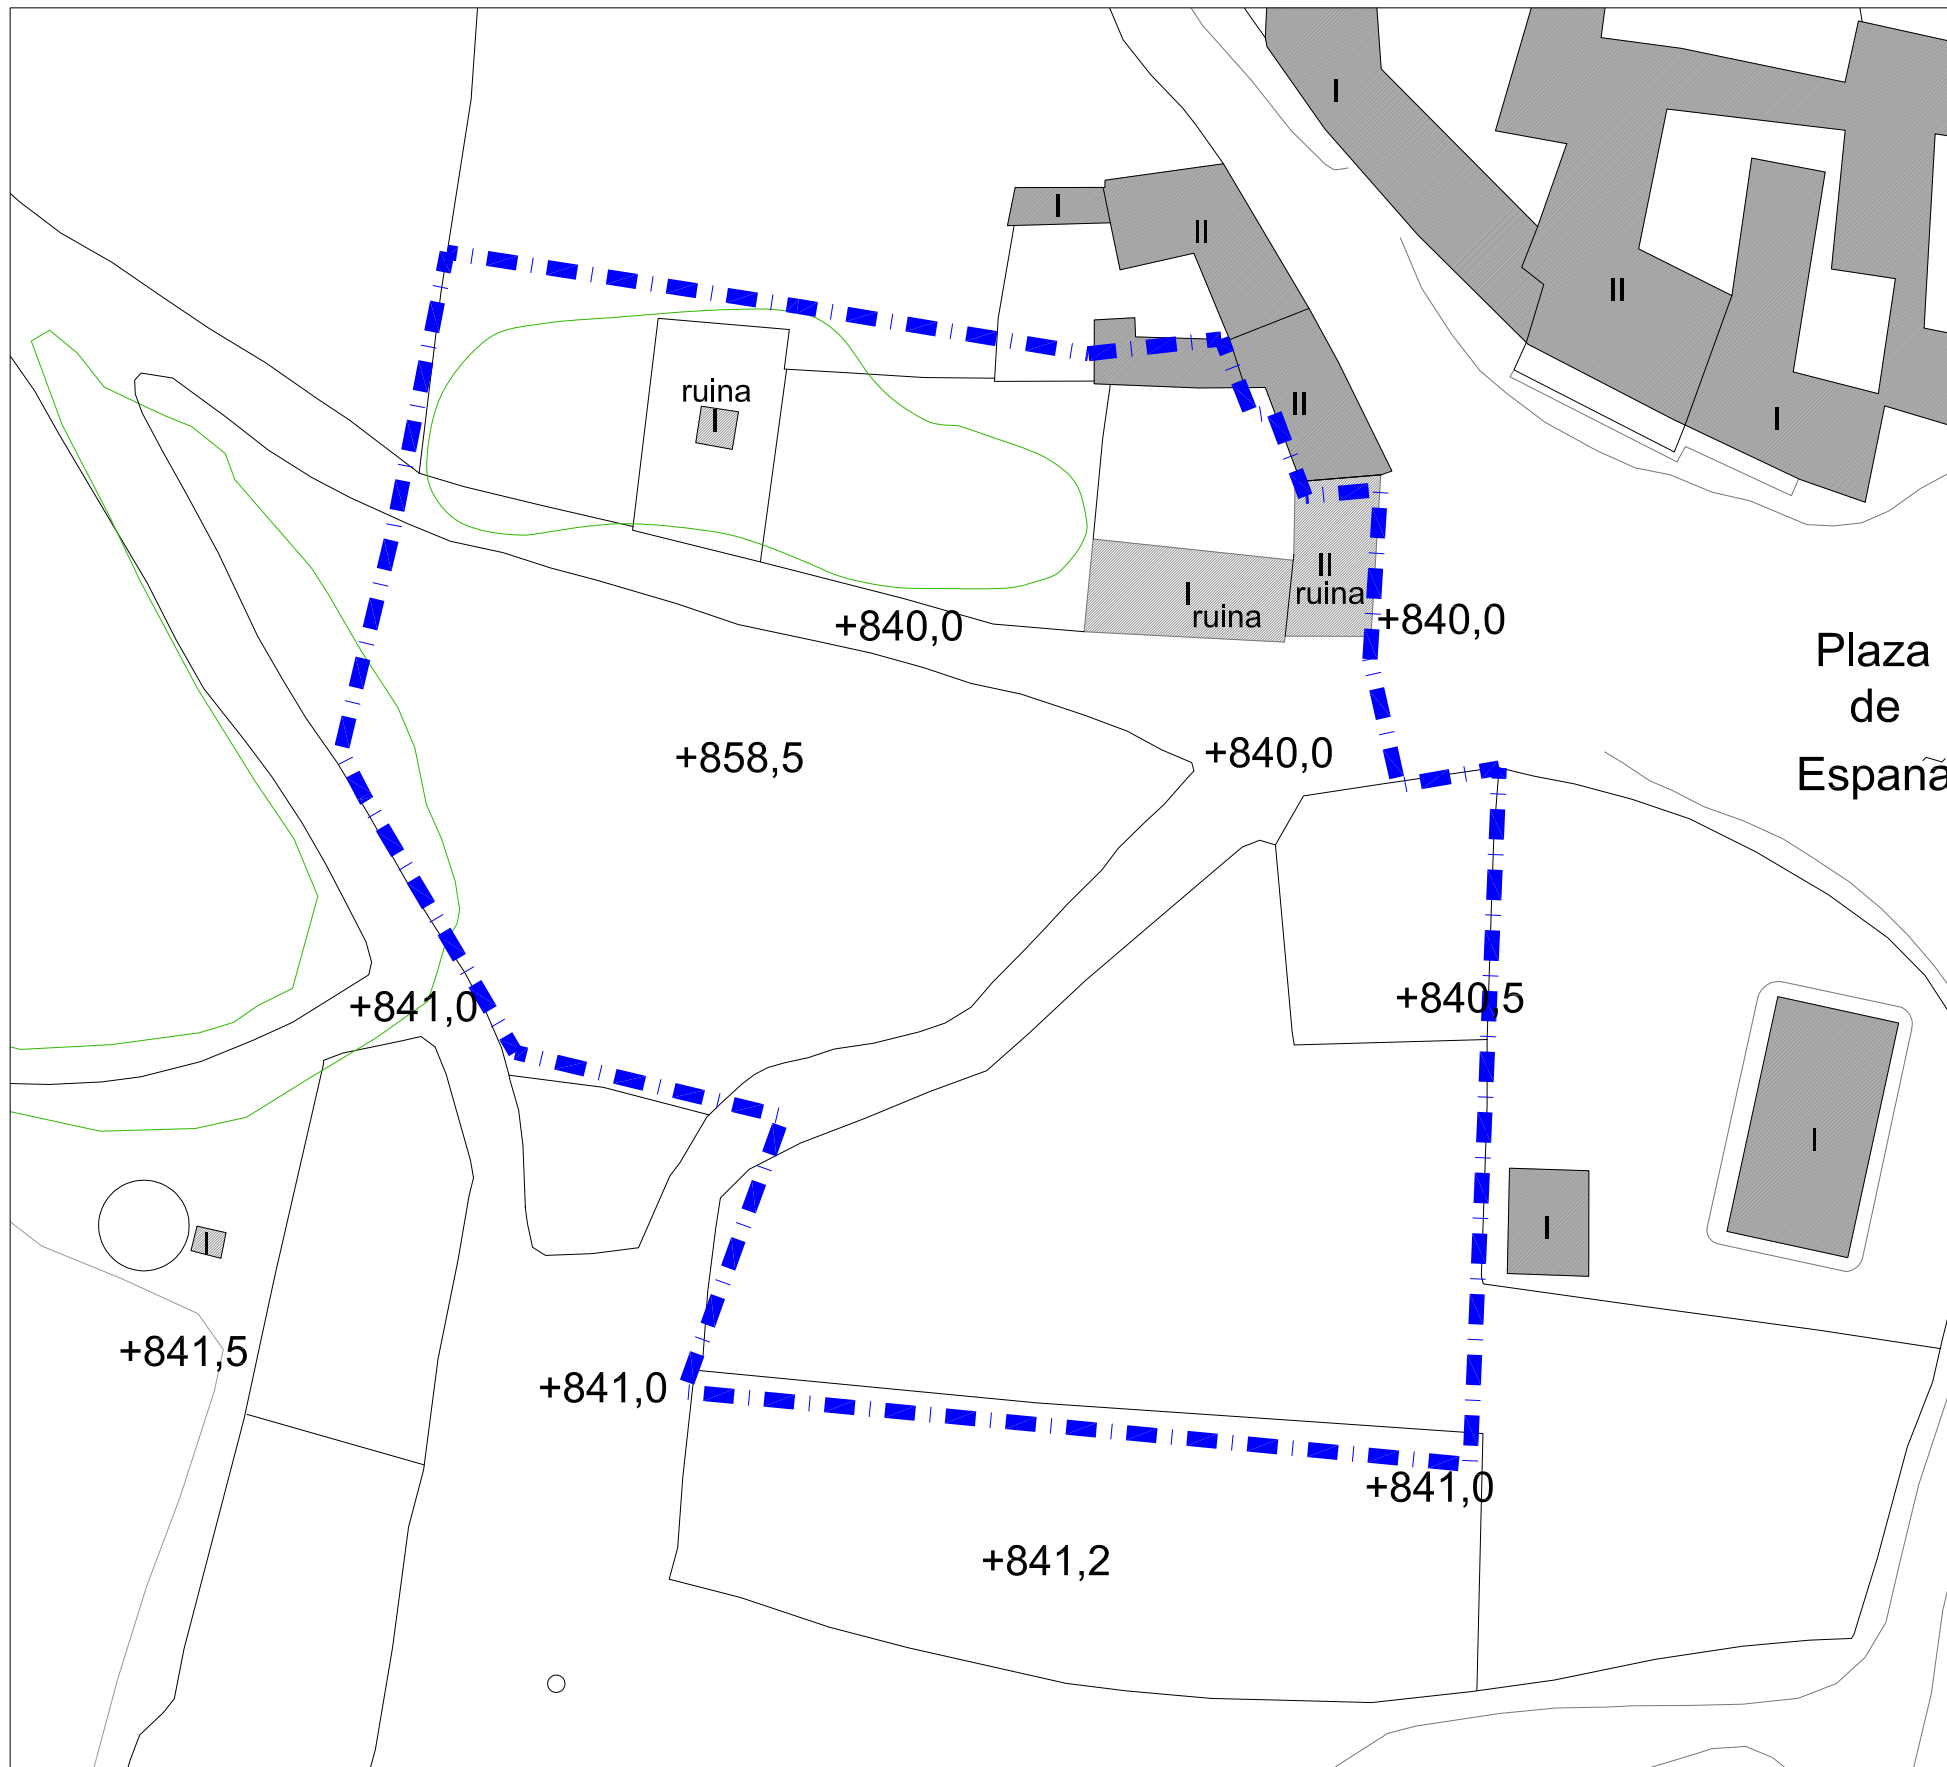 I
I
II
II
II
I
ruina
I
II
I
ruina
II
ruina
+840,0
+840,0
Plaza
de
España
+858,5
+840,0
+840,5
+841,0
I
I
I
+841,5
+841,0
+841,0
+841,2